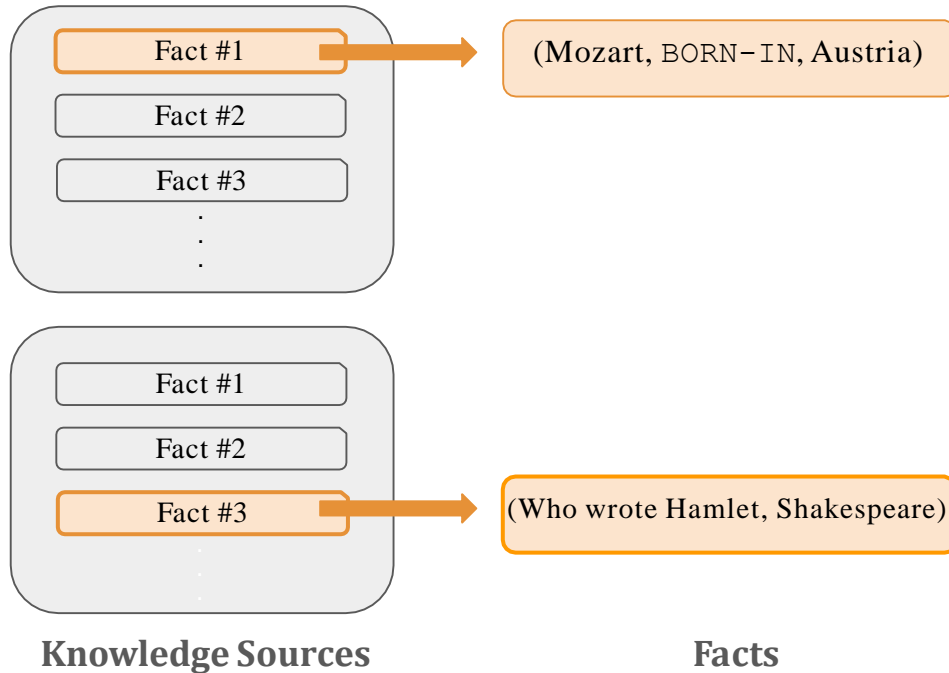 Fact #1
(Mozart, BORN-IN, Austria)
Fact #2
Fact #3
.
.
.
Fact #1
Fact #2
Fact #3
(Who wrote Hamlet, Shakespeare)
.
.
.
Knowledge Sources
Facts